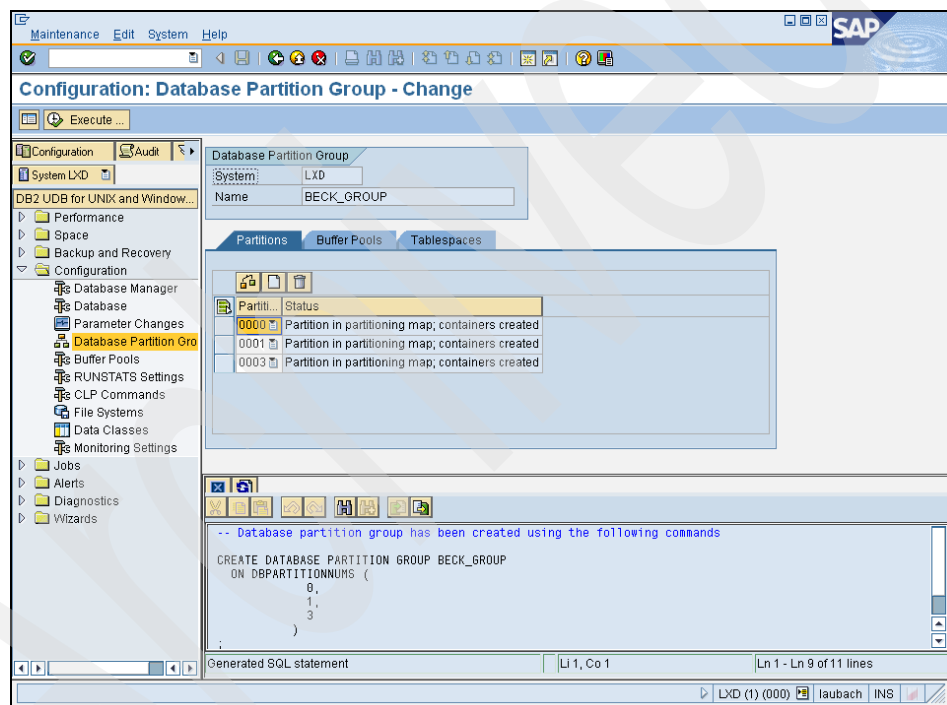 Maintenance Edit System Help
SAP
Configuration: Database Partition Group - Change
Execute ...
Configuration Audit
System LXD
DB2 UDB for UNIX and Window...
Performance
Space
Backup and Recovery
Configuration
Database Manager
Database
Parameter Changes
Database Partition Gro
Buffer Pools
RUNSTATS Settings
CLP Commands
File Systems
Data Classes
Monitoring Settings
Jobs
Alerts
Diagnostics
Wizards
Database Partition Group
System LXD
Name BECK_GROUP
Partitions Buffer Pools Tablespaces
Partiti... Status
0000 Partition in partitioning map; containers created
0001 Partition in partitioning map; containers created
0003 Partition in partitioning map; containers created
-- Database partition group has been created using the following commands
CREATE DATABASE PARTITION GROUP BECK_GROUP
ON DBPARTITIONNUMS (
0,
1,
3
)
;
Generated SQL statement Li 1, Co 1 Ln 1 - Ln 9 of 11 lines
LXD (1) (000) laubach INS